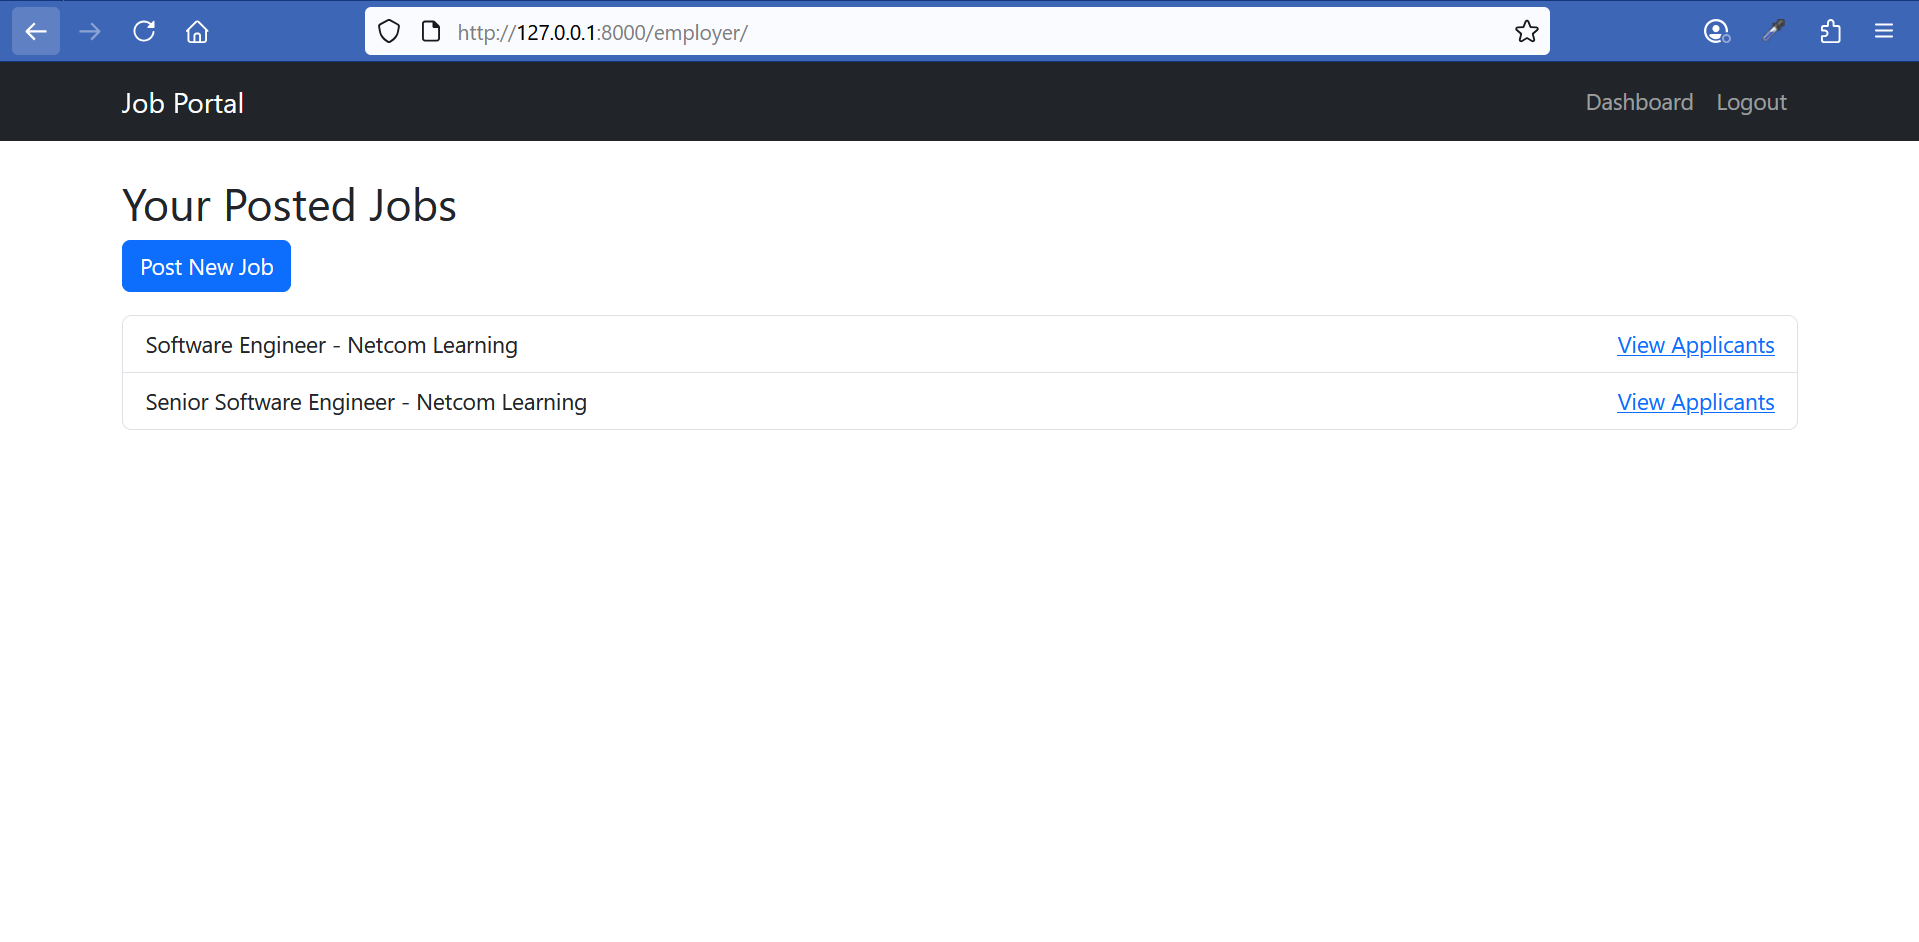 http://127.0.0.1:8000/employer/
Job Portal Dashboard Logout
Your Posted Jobs
Post New Job
Software Engineer - Netcom Learning View Applicants
Senior Software Engineer - Netcom Learning View Applicants